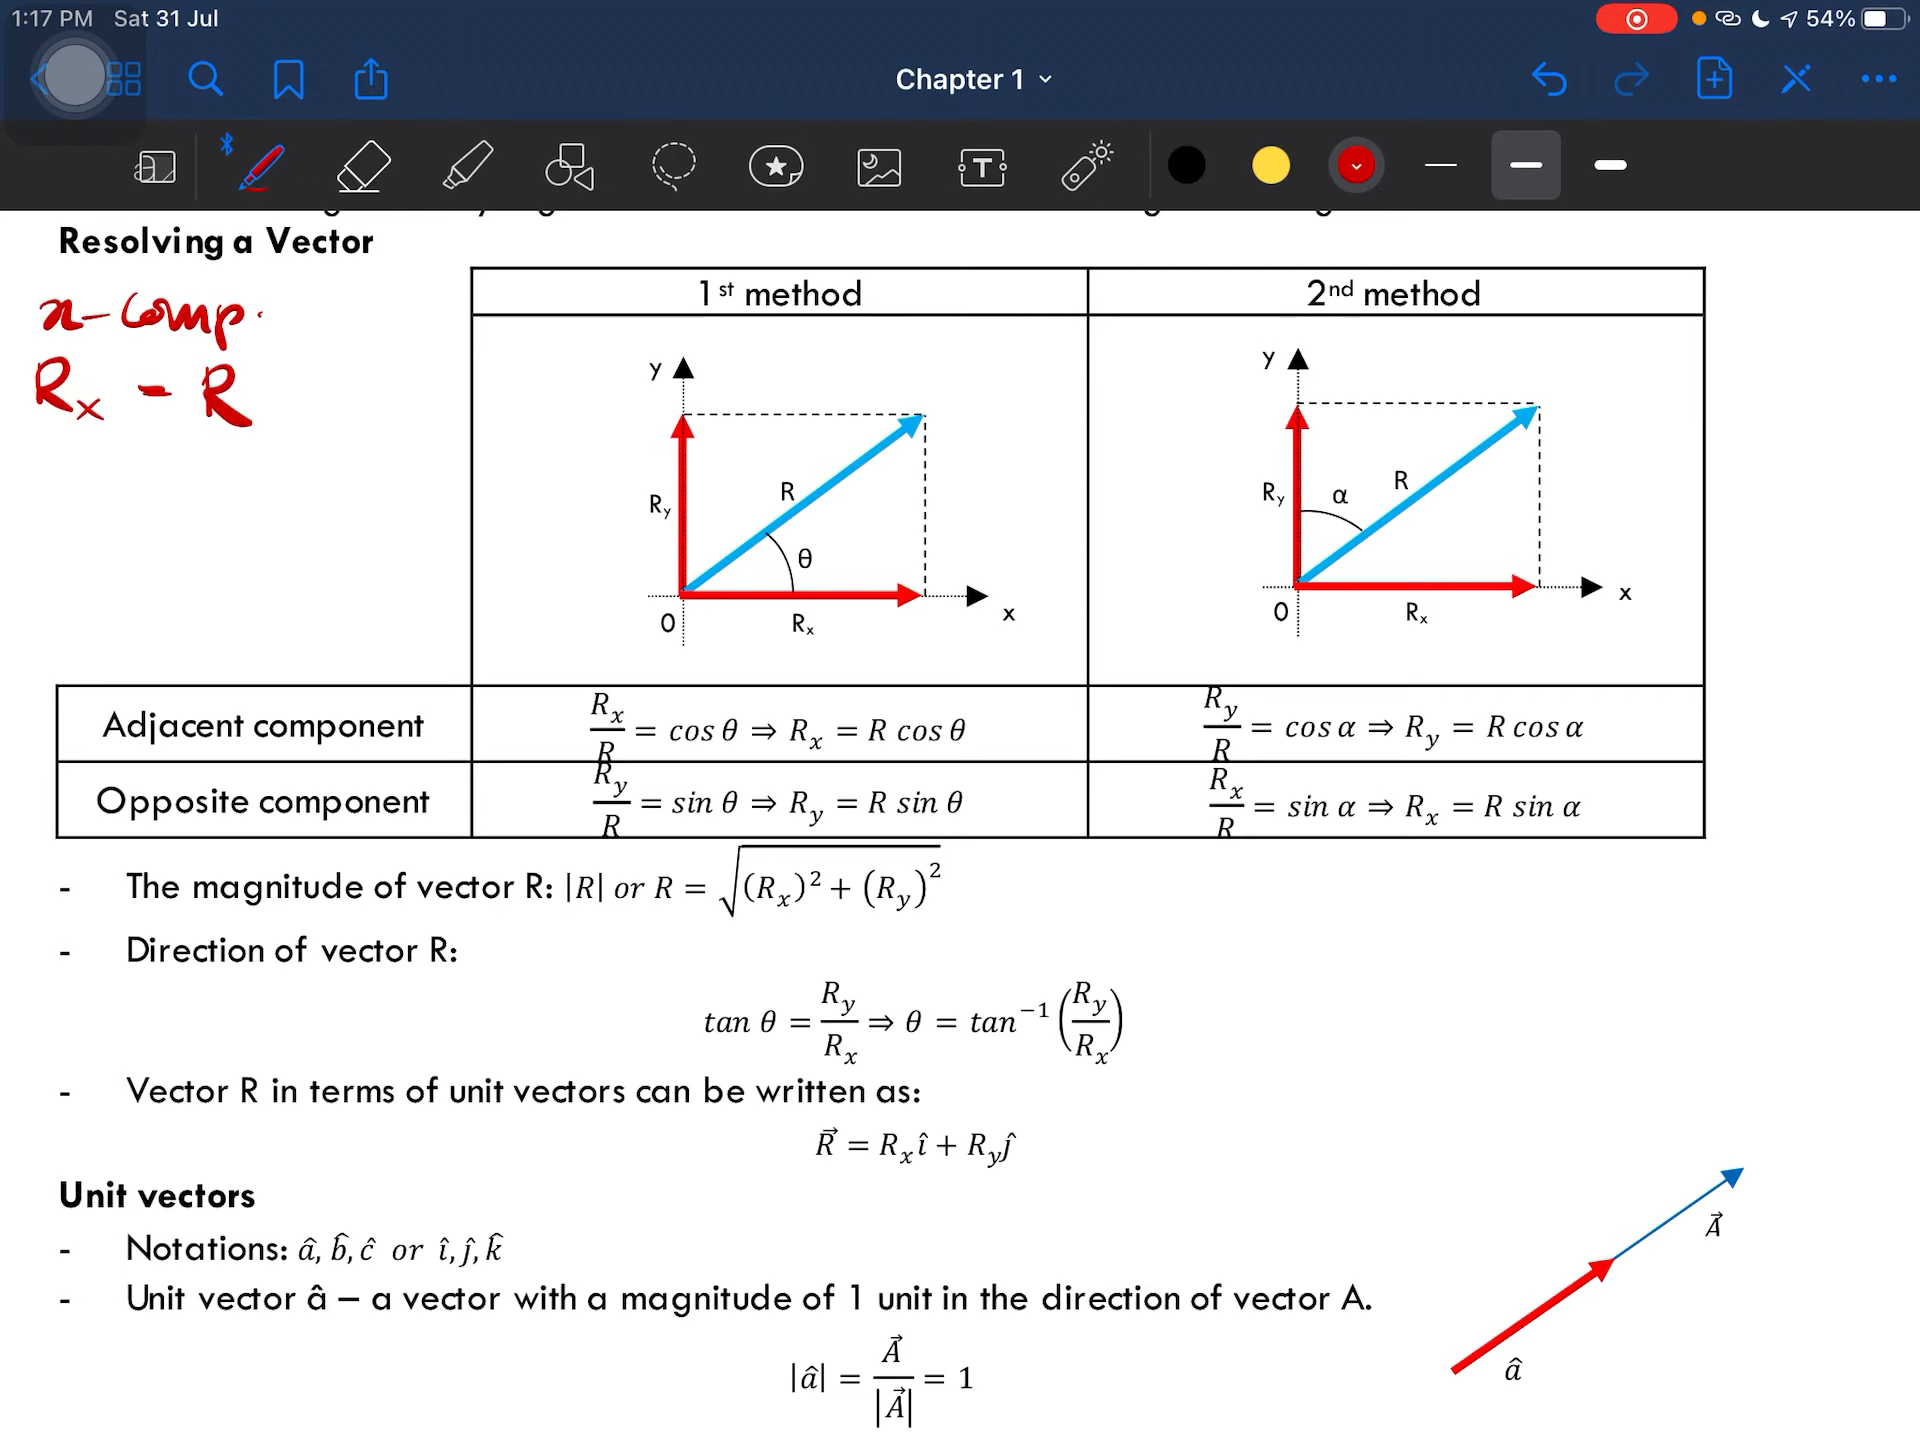 1:17 PM Sat 31 Jul
54%
Chapter 1
T
Resolving a Vector
x-comp.
Rₓ = R
1st method
2nd method
y
R
Ry
θ
0
Rₓ
x
y
R
Ry
α
0
Rₓ
x
Adjacent component
Rₓ/R = cos θ ⇒ Rₓ = R cos θ
Ry/R = cos α ⇒ Ry = R cos α
Opposite component
Ry/R = sin θ ⇒ Ry = R sin θ
Rₓ/R = sin α ⇒ Rₓ = R sin α
- The magnitude of vector R: |R| or R = √((Rₓ)² + (Ry)²)
- Direction of vector R:
tan θ = Ry/Rₓ ⇒ θ = tan⁻¹(Ry/Rₓ)
- Vector R in terms of unit vectors can be written as:
R⃗ = Rₓî + Ryĵ
Unit vectors
- Notations: â, b̂, ĉ or î, ĵ, k̂
- Unit vector â – a vector with a magnitude of 1 unit in the direction of vector A.
|â| = A⃗/|A⃗| = 1
A⃗
â